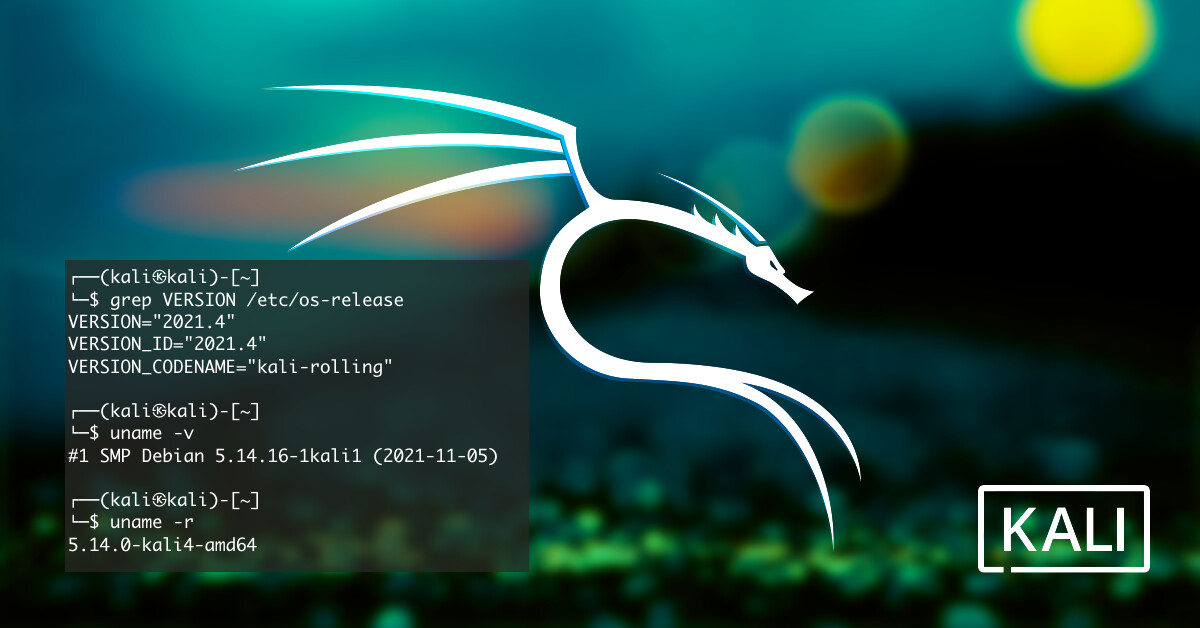 ┌──(kali㉿kali)-[~]
└─$ grep VERSION /etc/os-release
VERSION="2021.4"
VERSION_ID="2021.4"
VERSION_CODENAME="kali-rolling"
┌──(kali㉿kali)-[~]
└─$ uname -v
#1 SMP Debian 5.14.16-1kali1 (2021-11-05)
┌──(kali㉿kali)-[~]
└─$ uname -r
5.14.0-kali4-amd64
KALI